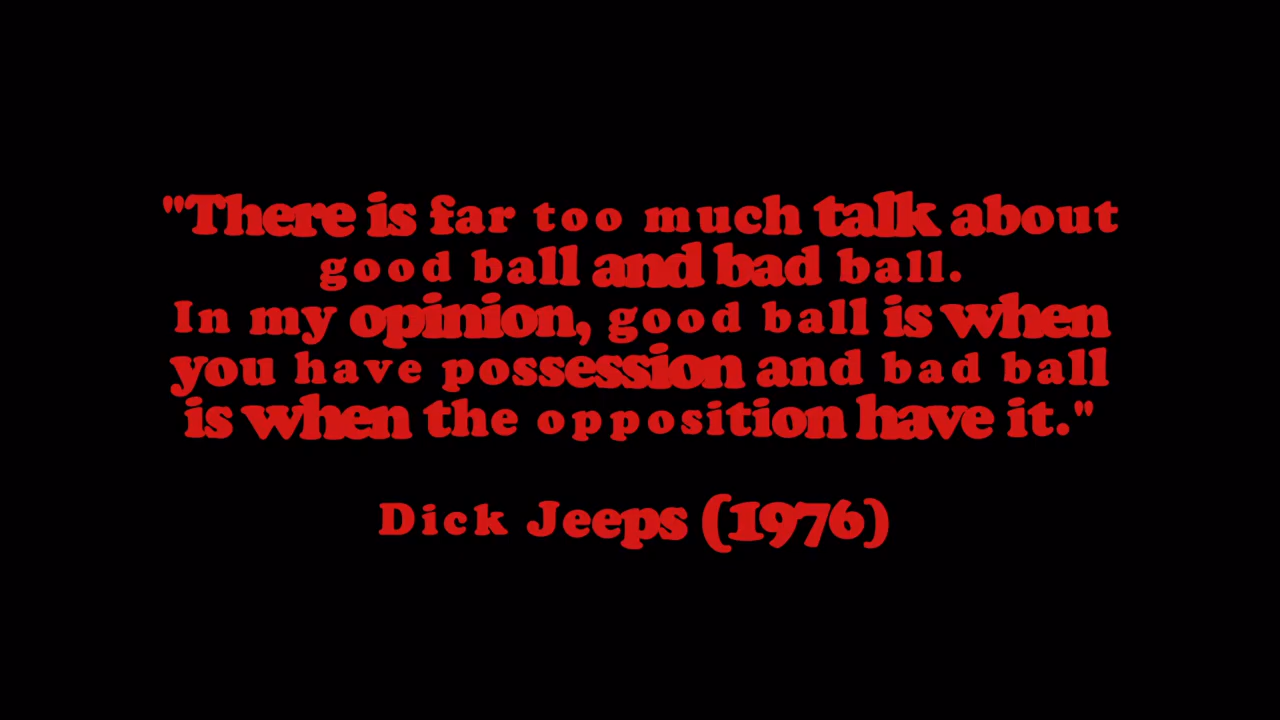 "There is far too much talk about
good ball and bad ball.
In my opinion, good ball is when
you have possession and bad ball
is when the opposition have it."
Dick Jeeps (1976)